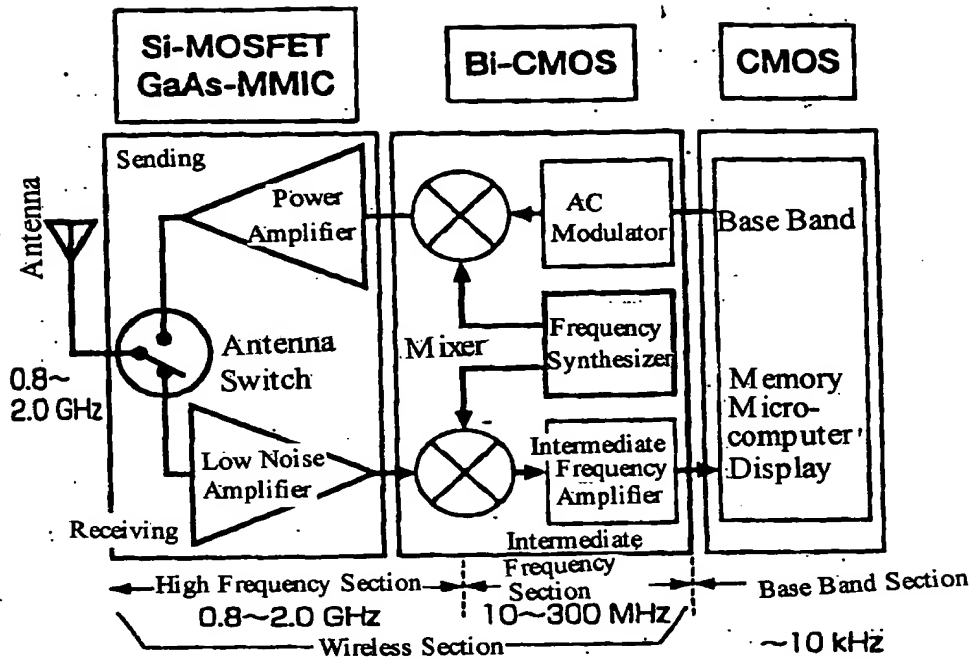 Si-MOSFET
GaAs-MMIC
Bi-CMOS
CMOS
Sending
Power
Amplifier
AC
Modulator
Base Band
Antenna
Antenna
Switch
Mixer
Frequency
Synthesizer
0.8~
2.0 GHz
Memory
Micro-
computer
Display
Low Noise
Amplifier
Intermediate
Frequency
Amplifier
Receiving
Intermediate
Frequency
Section
High Frequency Section
Base Band Section
0.8~2.0 GHz
10~300 MHz
Wireless Section
~10 kHz